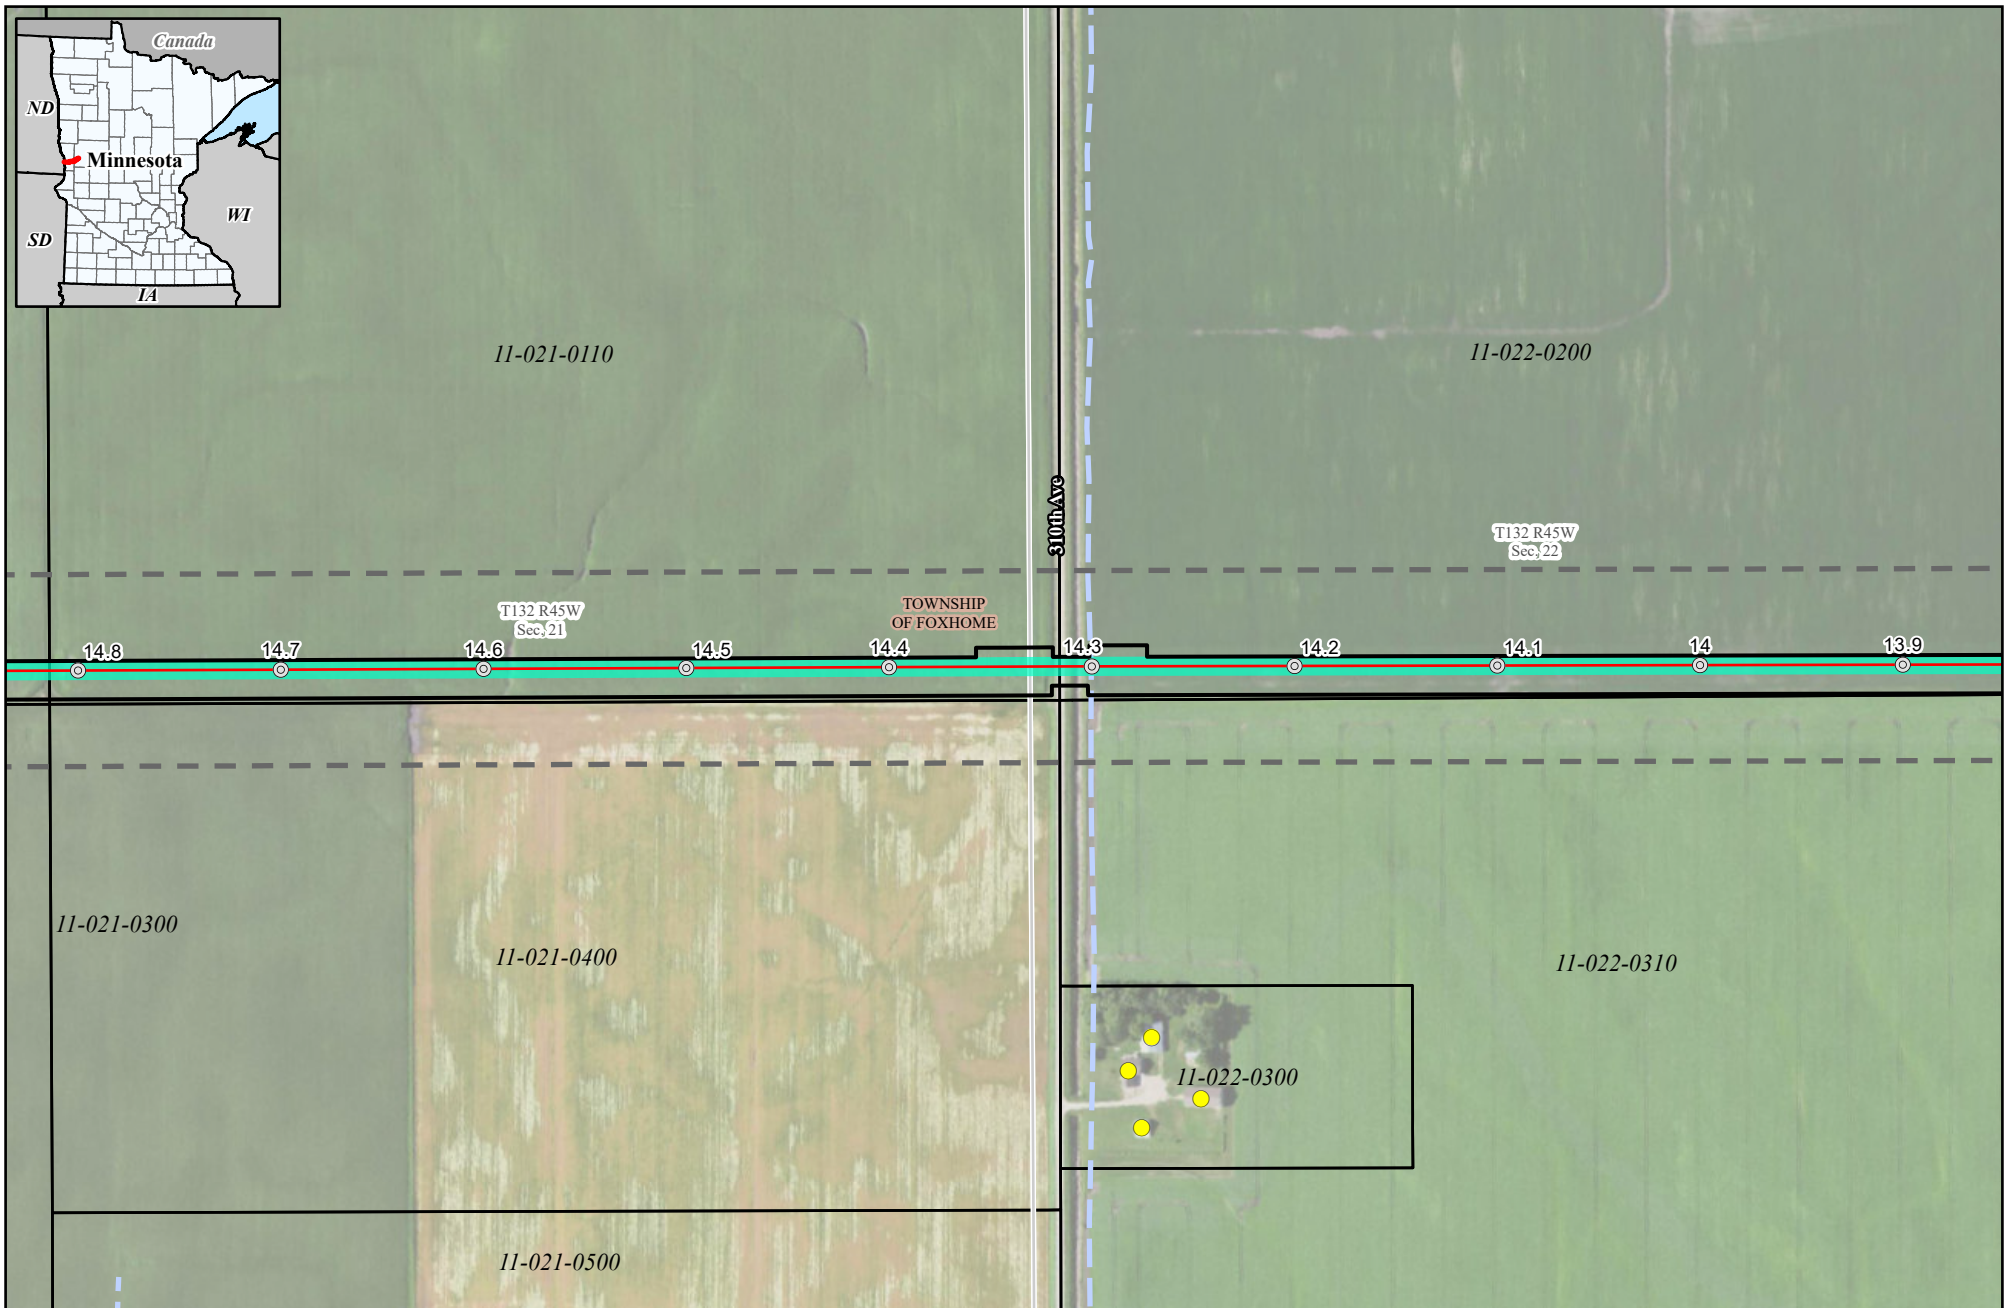 Canada
ND
Minnesota
WI
SD
IA
11-021-0110
11-022-0200
310th Ave
T132 R45W
Sec, 22
T132 R45W
Sec, 21
TOWNSHIP
OF FOXHOME
14.8
14.7
14.6
14.5
14.4
14.3
14.2
14.1
14
13.9
11-021-0300
11-021-0400
11-022-0310
11-022-0300
11-021-0500